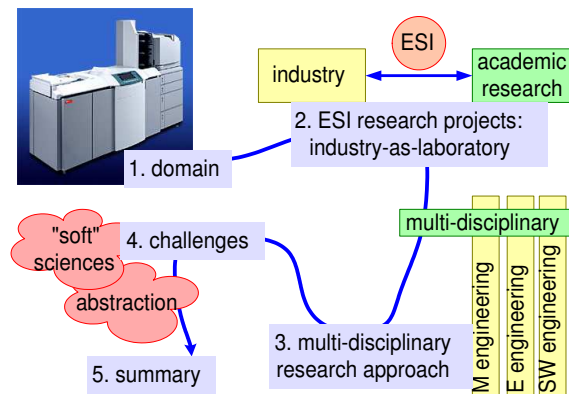 ESI
industry
academic
research
2. ESI research projects:
industry-as-laboratory
1. domain
multi-disciplinary
"soft"
sciences
4. challenges
abstraction
3. multi-disciplinary
research approach
5. summary
M engineering
E engineering
SW engineering